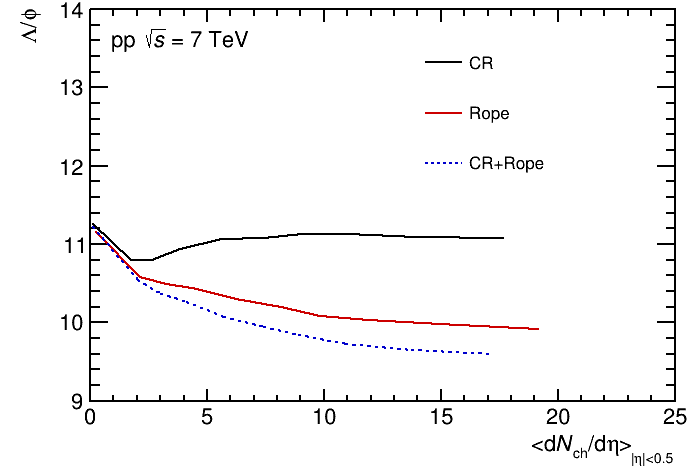 Λ/φ
14
13
12
11
10
9
pp √s = 7 TeV
CR
Rope
CR+Rope
0 5 10 15 20 25
<dN_ch/dη>_|η|<0.5